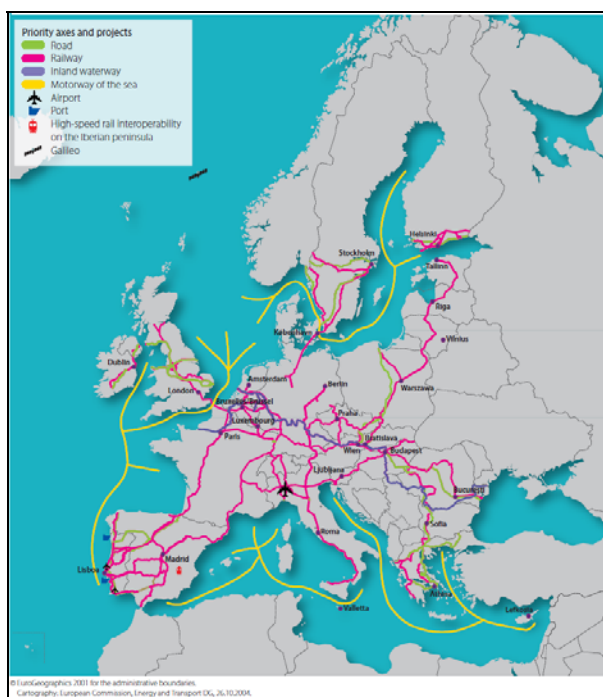 Priority axes and projects
Road
Railway
Inland waterway
Motorway of the sea
Airport
Port
High-speed rail interoperability
on the Iberian peninsula
Galileo
Helsinki
Stockholm
Tallinn
Riga
København
Vilnius
Dublin
Amsterdam
London
Berlin
Warszawa
Bruxelles/Brussel
Praha
Luxembourg
Paris
Bratislava
Wien
Budapest
Ljubljana
Bucureşti
Sofia
Roma
Madrid
Lisboa
Valletta
Lefkosia
© EuroGeographics 2001 for the administrative boundaries.
Cartography: European Commission, Energy and Transport DG, 26.10.2004.